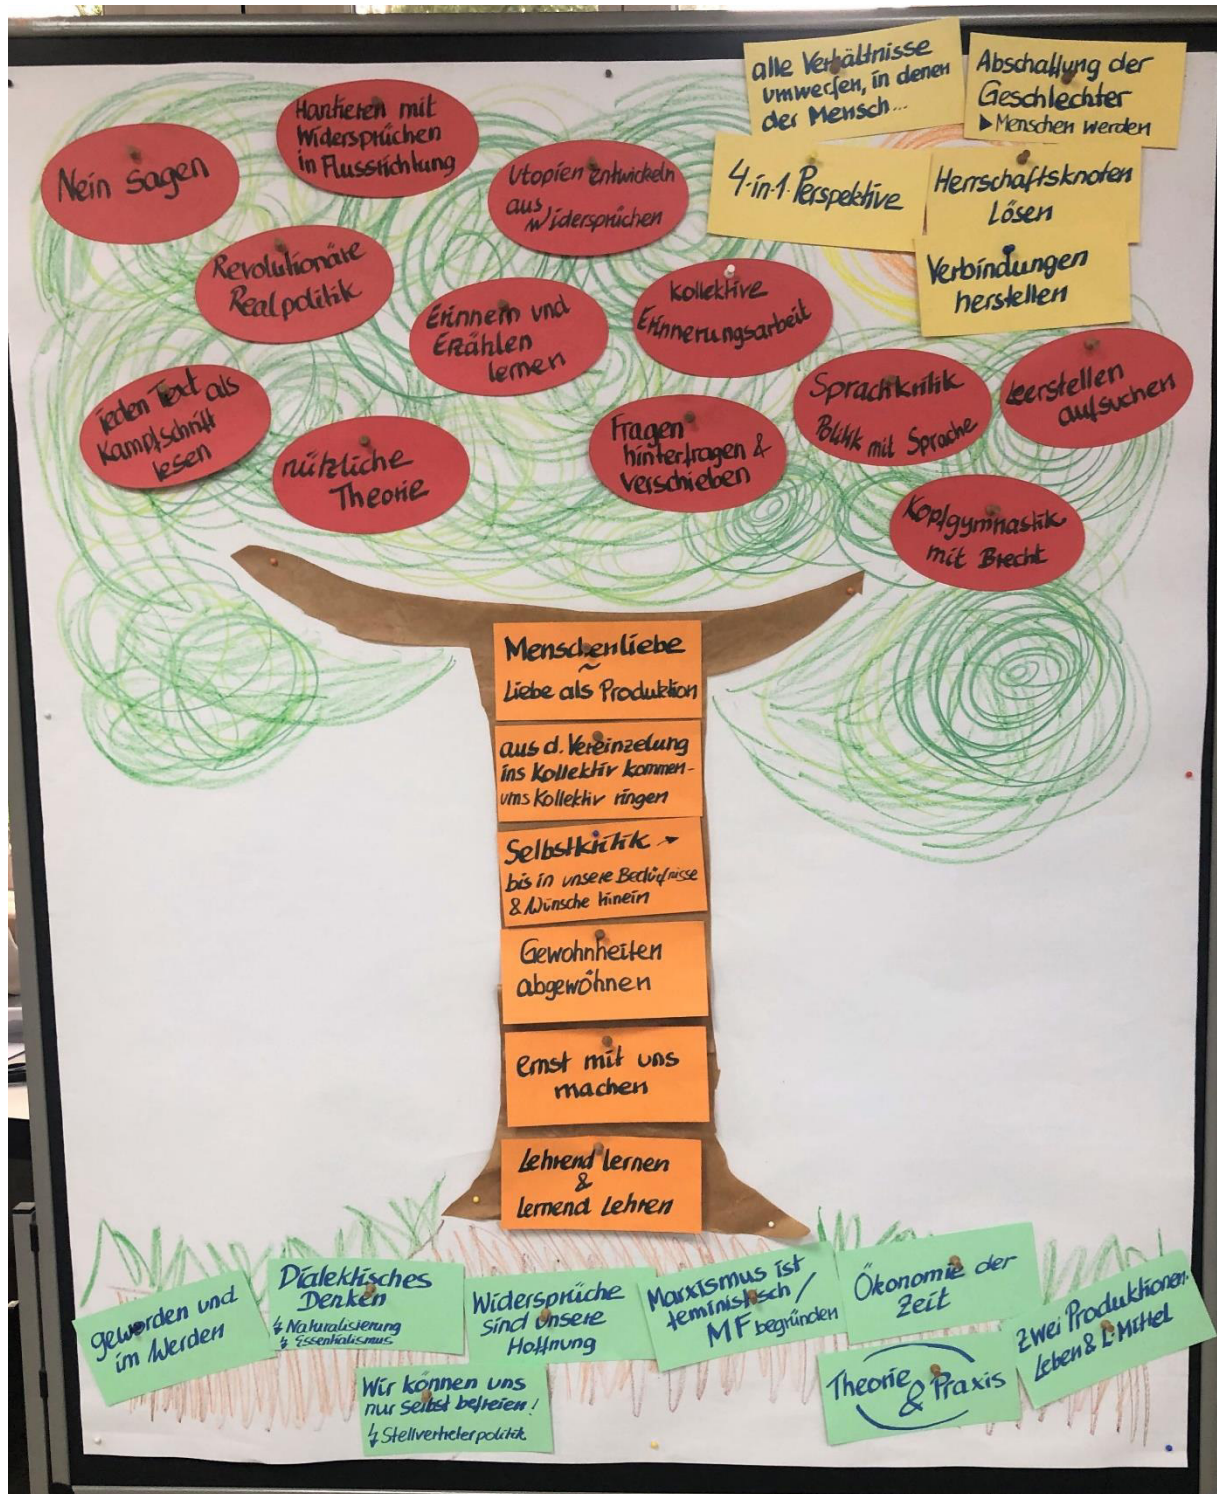 alle Verhältnisse
umwerfen, in denen
der Mensch...
Abschaffung der
Geschlechter
▶ Menschen werden
4-in-1-Perspektive
Herrschaftsknoten
Lösen
Verbindungen
herstellen
Nein sagen
Hantieren mit
Widersprüchen
in Flussrichtung
Utopien entwickeln
aus
Widersprüchen
Revolutionäre
Realpolitik
Erinnern und
Erzählen
lernen
kollektive
Erinnerungsarbeit
jeden Text als
Kampfschrift
lesen
nützliche
Theorie
Fragen
hinterfragen &
verschieben
Sprachkritik
Politik mit Sprache
Leerstellen
aufsuchen
Kopfgymnastik
mit Brecht
Menschenliebe
~
Liebe als Produktion
aus d. Vereinzelung
ins Kollektiv kommen-
ums Kollektiv ringen
Selbstkritik →
bis in unsere Bedürfnisse
& Wünsche hinein
Gewohnheiten
abgewöhnen
ernst mit uns
machen
Lehrend lernen
&
lernend Lehren
geworden und
im Werden
Dialektisches
Denken
↯ Naturalisierung
↯ Essentialismus
Widersprüche
sind unsere
Hoffnung
Marxismus ist
feministisch /
MF begründen
Ökonomie der
Zeit
Zwei Produktionen-
Leben & L-Mittel
Wir können uns
nur selbst befreien!
↯ Stellvertreterpolitik
Theorie
& Praxis